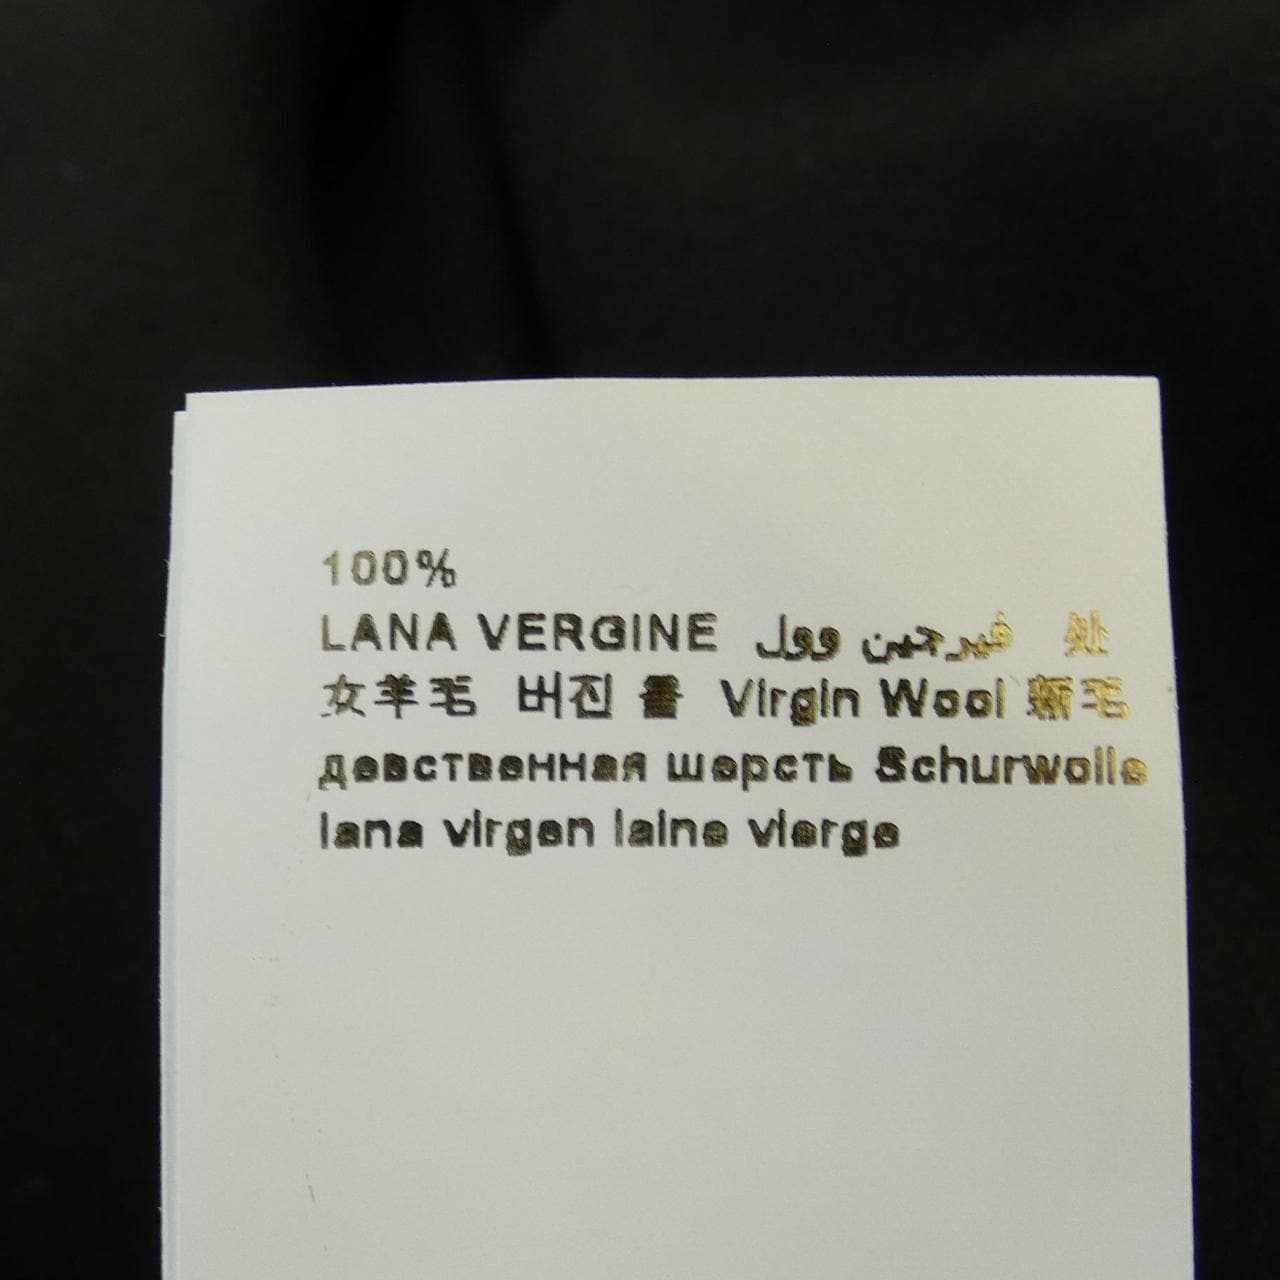 100%
LANA VERGINE فيرجين وول 处
女羊毛 버진 울 Virgin Wool 新毛
девственная шерсть Schurwolle
lana virgen laine vierge